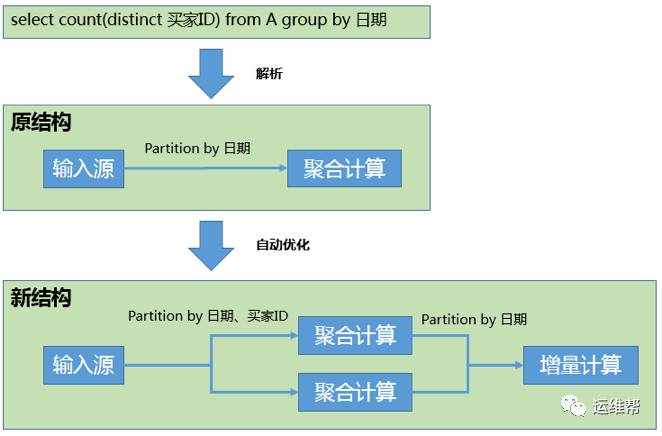 select count(distinct 买家ID) from A group by 日期
解析
原结构
Partition by 日期
输入源
聚合计算
自动优化
新结构
Partition by 日期、买家ID
Partition by 日期
聚合计算
输入源
增量计算
聚合计算
运维帮